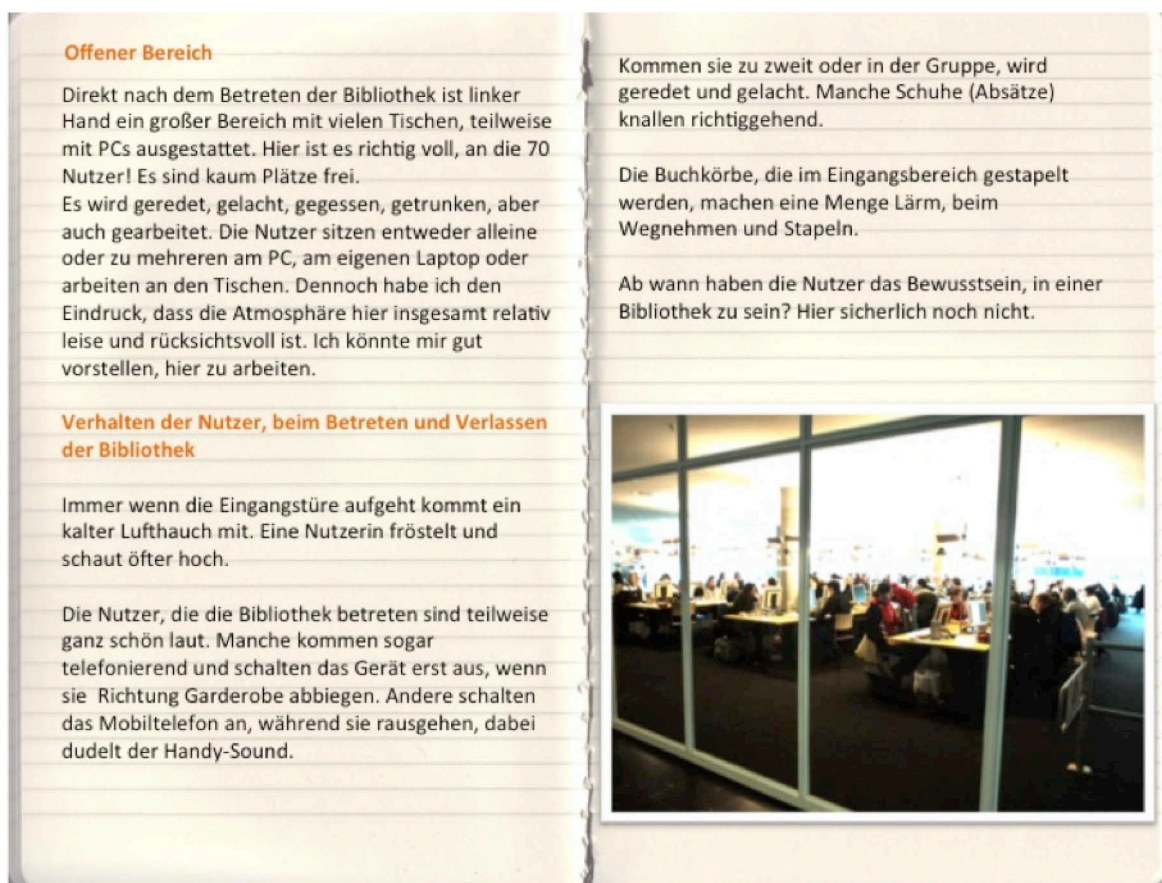 Offener Bereich
Direkt nach dem Betreten der Bibliothek ist linker
Hand ein großer Bereich mit vielen Tischen, teilweise
mit PCs ausgestattet. Hier ist es richtig voll, an die 70
Nutzer! Es sind kaum Plätze frei.
Es wird geredet, gelacht, gegessen, getrunken, aber
auch gearbeitet. Die Nutzer sitzen entweder alleine
oder zu mehreren am PC, am eigenen Laptop oder
arbeiten an den Tischen. Dennoch habe ich den
Eindruck, dass die Atmosphäre hier insgesamt relativ
leise und rücksichtsvoll ist. Ich könnte mir gut
vorstellen, hier zu arbeiten.
Verhalten der Nutzer, beim Betreten und Verlassen
der Bibliothek
Immer wenn die Eingangstüre aufgeht kommt ein
kalter Lufthauch mit. Eine Nutzerin fröstelt und
schaut öfter hoch.
Die Nutzer, die die Bibliothek betreten sind teilweise
ganz schön laut. Manche kommen sogar
telefonierend und schalten das Gerät erst aus, wenn
sie  Richtung Garderobe abbiegen. Andere schalten
das Mobiltelefon an, während sie rausgehen, dabei
dudelt der Handy-Sound.
Kommen sie zu zweit oder in der Gruppe, wird
geredet und gelacht. Manche Schuhe (Absätze)
knallen richtiggehend.
Die Buchkörbe, die im Eingangsbereich gestapelt
werden, machen eine Menge Lärm, beim
Wegnehmen und Stapeln.
Ab wann haben die Nutzer das Bewusstsein, in einer
Bibliothek zu sein? Hier sicherlich noch nicht.